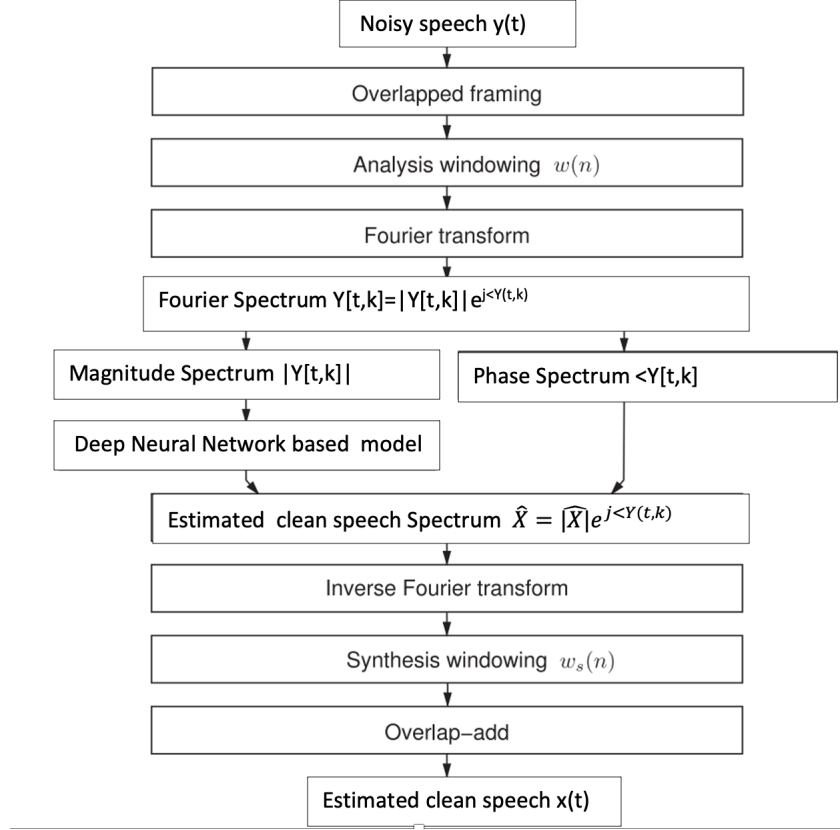 Noisy speech y(t)
Overlapped framing
Analysis windowing w(n)
Fourier transform
Fourier Spectrum Y[t,k]=|Y[t,k]|e^{j<Y(t,k)}
Magnitude Spectrum |Y[t,k]|
Phase Spectrum <Y[t,k]
Deep Neural Network based model
Estimated clean speech Spectrum X̂ = |X̂|e^{j<Y(t,k)}
Inverse Fourier transform
Synthesis windowing wₛ(n)
Overlap−add
Estimated clean speech x(t)